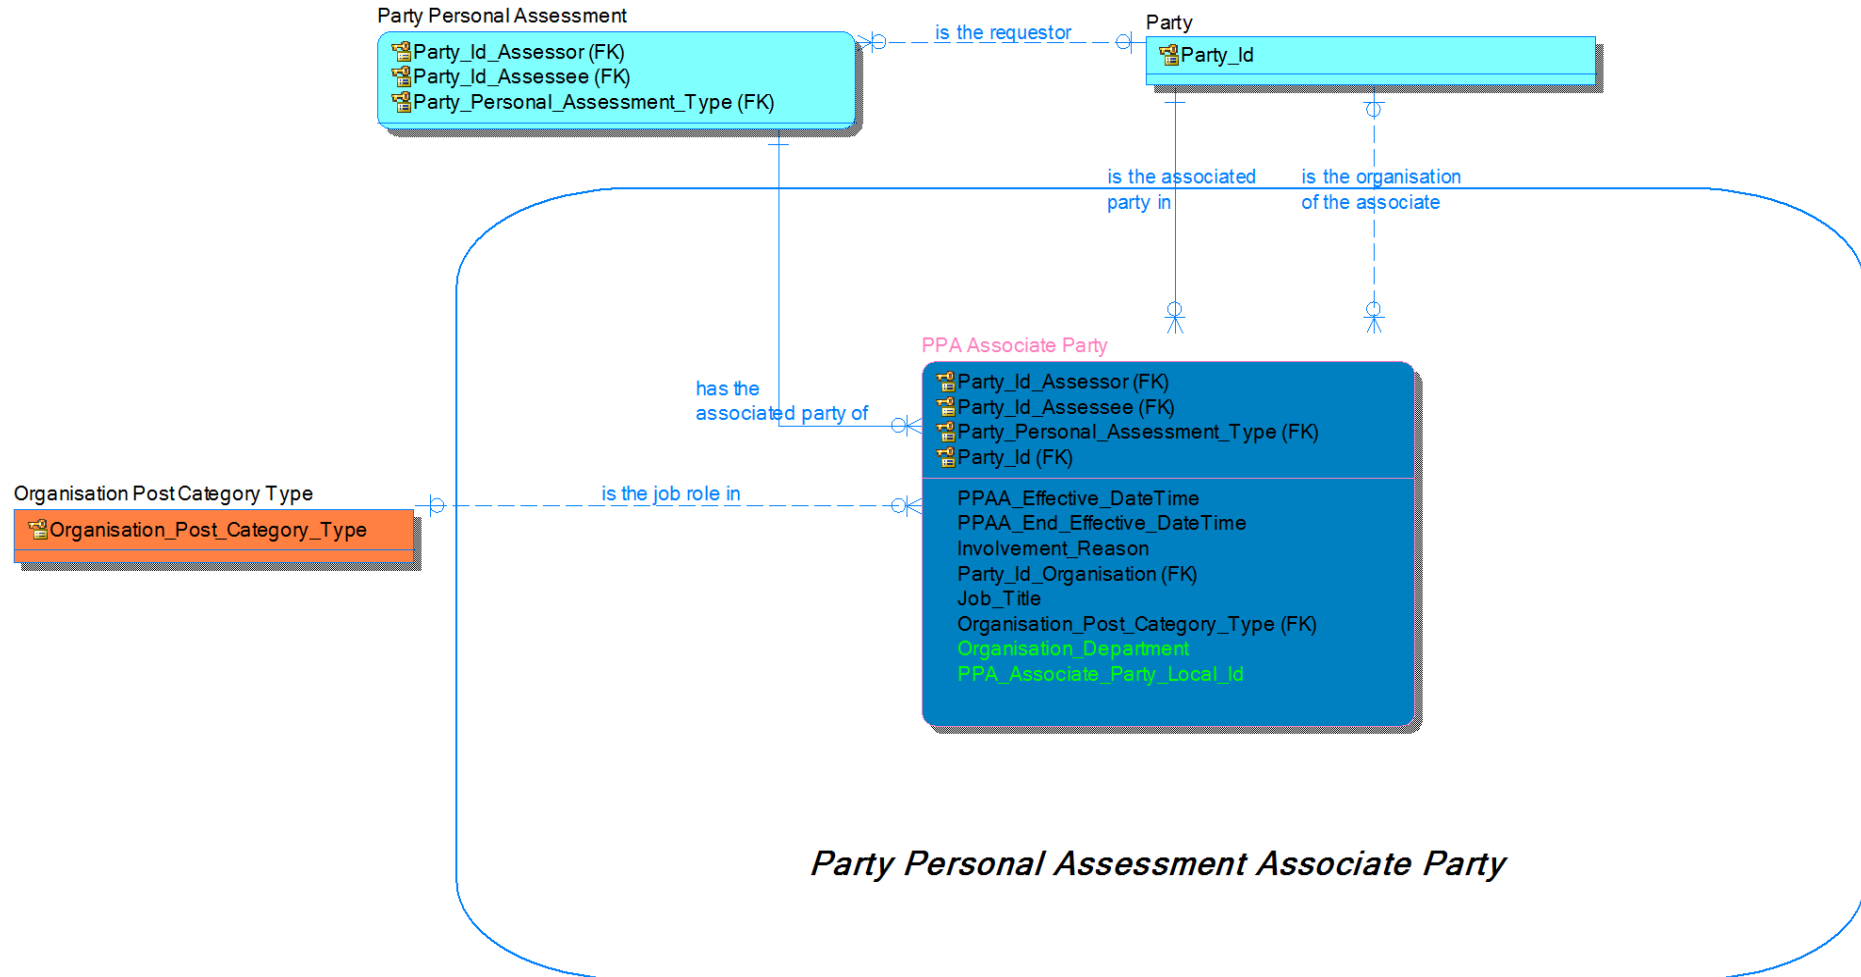 Party Personal Assessment
Party_Id_Assessor (FK)
Party_Id_Assessee (FK)
Party_Personal_Assessment_Type (FK)
is the requestor
Party
Party_Id
is the associated
party in
is the organisation
of the associate
has the
associated party of
PPA Associate Party
Party_Id_Assessor (FK)
Party_Id_Assessee (FK)
Party_Personal_Assessment_Type (FK)
Party_Id (FK)
PPAA_Effective_DateTime
PPAA_End_Effective_DateTime
Involvement_Reason
Party_Id_Organisation (FK)
Job_Title
Organisation_Post_Category_Type (FK)
Organisation_Department
PPA_Associate_Party_Local_Id
Organisation Post Category Type
Organisation_Post_Category_Type
is the job role in
Party Personal Assessment Associate Party